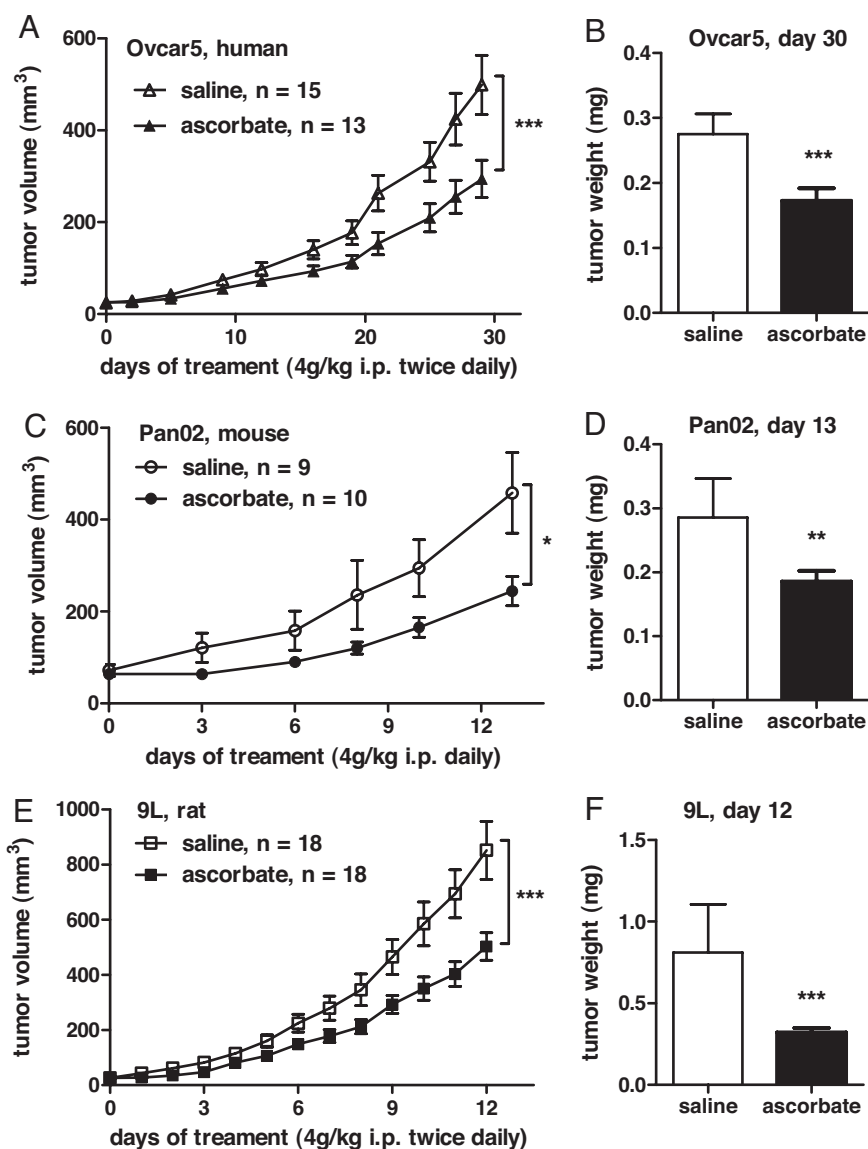 A
Ovcar5, human
saline, n = 15
ascorbate, n = 13
***
tumor volume (mm³)
600
400
200
0
0 10 20 30
days of treament (4g/kg i.p. twice daily)
B
Ovcar5, day 30
tumor weight (mg)
0.4
0.3
0.2
0.1
0.0
***
saline ascorbate
C
Pan02, mouse
saline, n = 9
ascorbate, n = 10
*
tumor volume (mm³)
600
400
200
0
0 3 6 9 12
days of treament (4g/kg i.p. daily)
D
Pan02, day 13
tumor weight (mg)
0.4
0.3
0.2
0.1
0.0
**
saline ascorbate
E
9L, rat
saline, n = 18
ascorbate, n = 18
***
tumor volume (mm³)
1000
800
600
400
200
0
0 3 6 9 12
days of treament (4g/kg i.p. twice daily)
F
9L, day 12
tumor weight (mg)
1.5
1.0
0.5
0.0
***
saline ascorbate